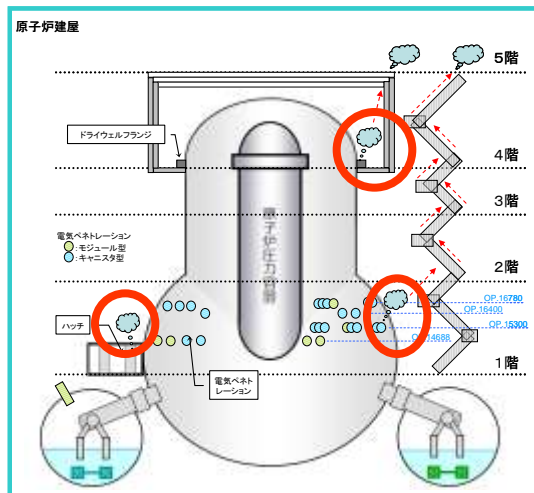 原子炉建屋
5階
ドライウェルフランジ
4階
3階
電気ペネトレーション
:モジュール型
:キャニスタ型
原子炉圧力容器
2階
OP.16780
OP.16400
OP.15300
OP.14688
ハッチ
電気ペネト
レーション
1階